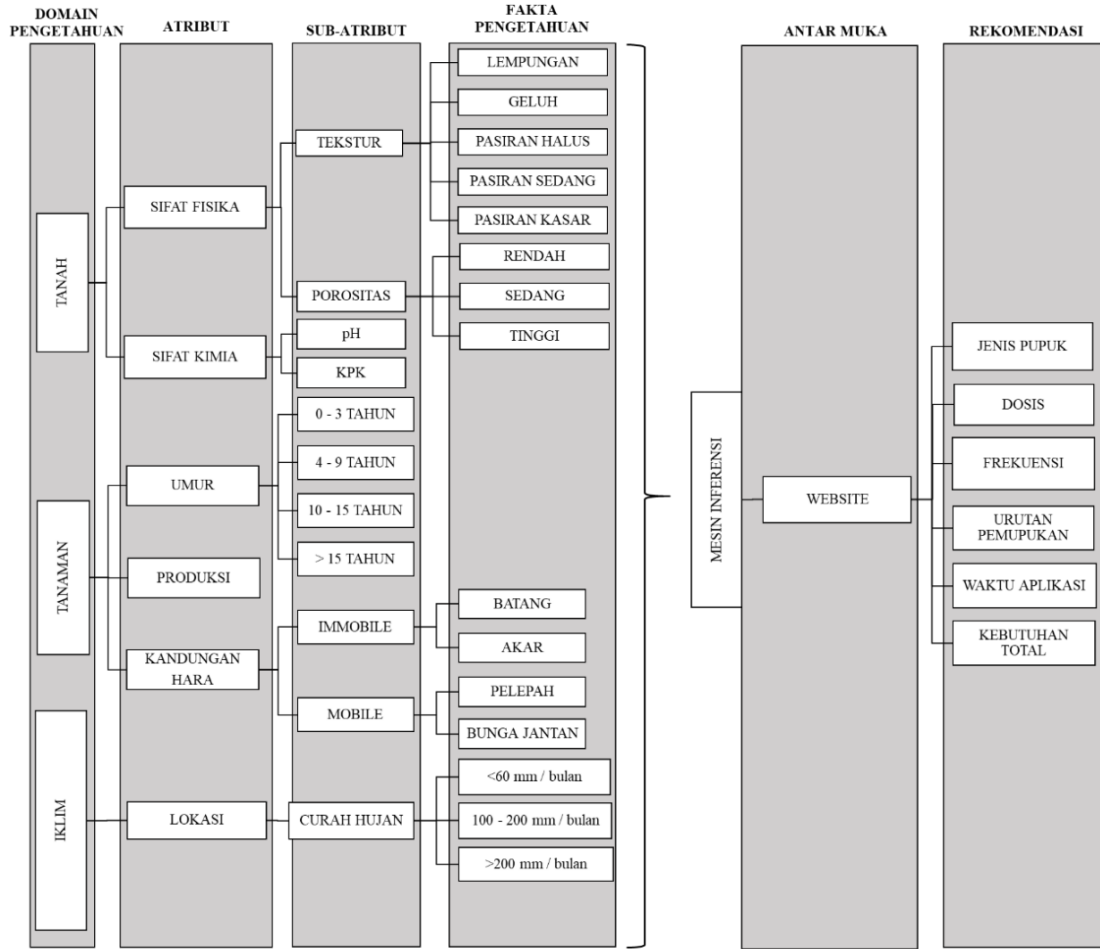 DOMAIN
PENGETAHUAN
ATRIBUT
SUB-ATRIBUT
FAKTA
PENGETAHUAN
ANTAR MUKA
REKOMENDASI
TANAH
SIFAT FISIKA
TEKSTUR
LEMPUNGAN
GELUH
PASIRAN HALUS
PASIRAN SEDANG
PASIRAN KASAR
POROSITAS
RENDAH
SEDANG
TINGGI
SIFAT KIMIA
pH
KPK
TANAMAN
UMUR
0 - 3 TAHUN
4 - 9 TAHUN
10 - 15 TAHUN
> 15 TAHUN
PRODUKSI
KANDUNGAN
HARA
IMMOBILE
BATANG
AKAR
MOBILE
PELEPAH
BUNGA JANTAN
IKLIM
LOKASI
CURAH HUJAN
<60 mm / bulan
100 - 200 mm / bulan
>200 mm / bulan
MESIN INFERENSI
WEBSITE
JENIS PUPUK
DOSIS
FREKUENSI
URUTAN
PEMUPUKAN
WAKTU APLIKASI
KEBUTUHAN
TOTAL